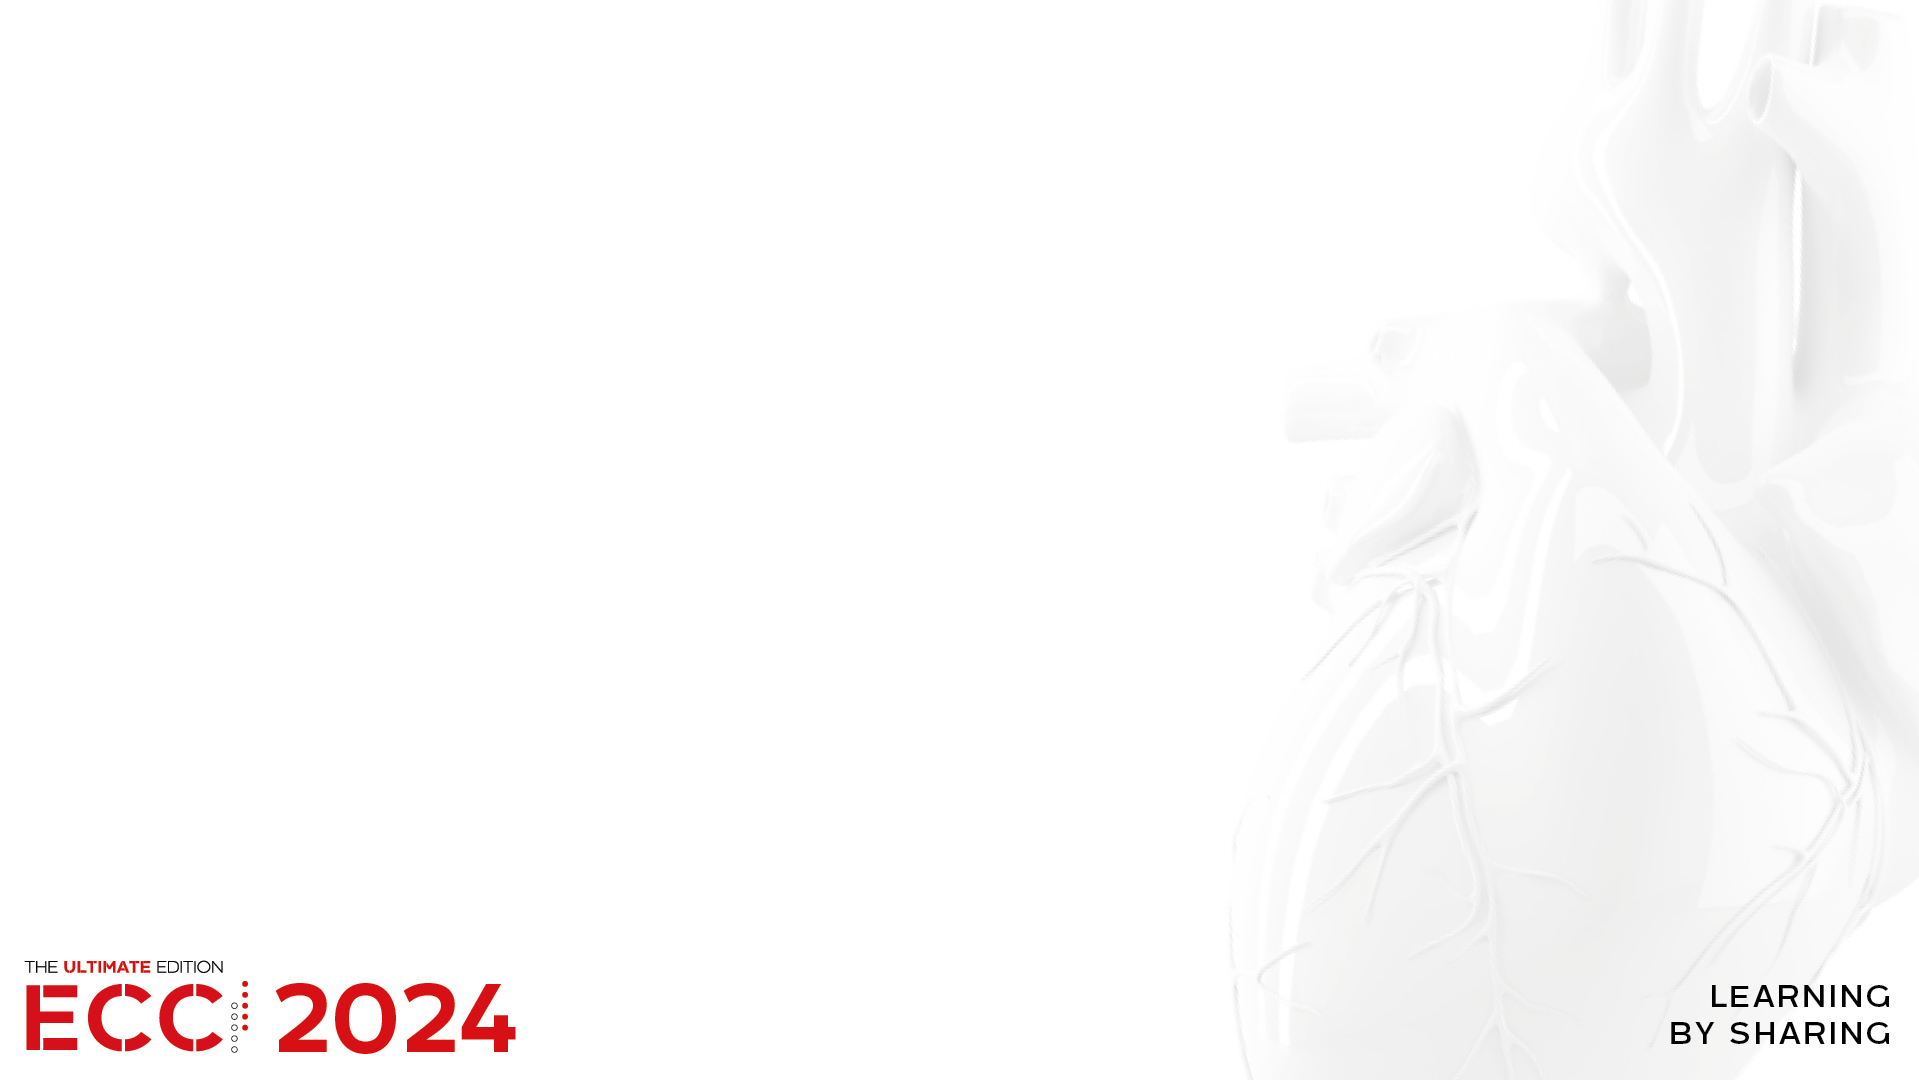 THE ULTIMATE EDITION
ECC 2024
LEARNING
BY SHARING